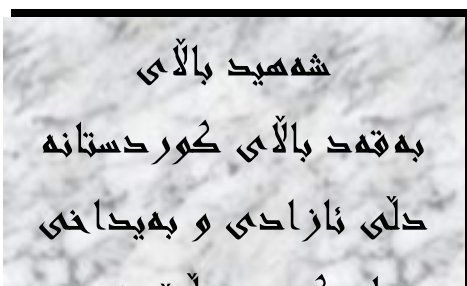 شەهید باڵای
بەقەد باڵای کوردستانە
دڵی ئازادی و بەیداخی